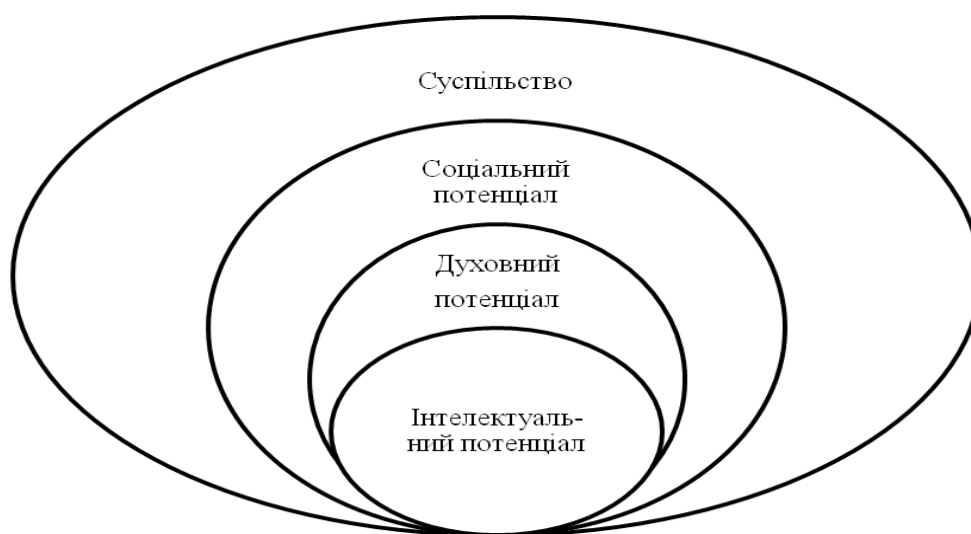 Суспільство
Соціальний
потенціал
Духовний
потенціал
Інтелектуаль-
ний потенціал